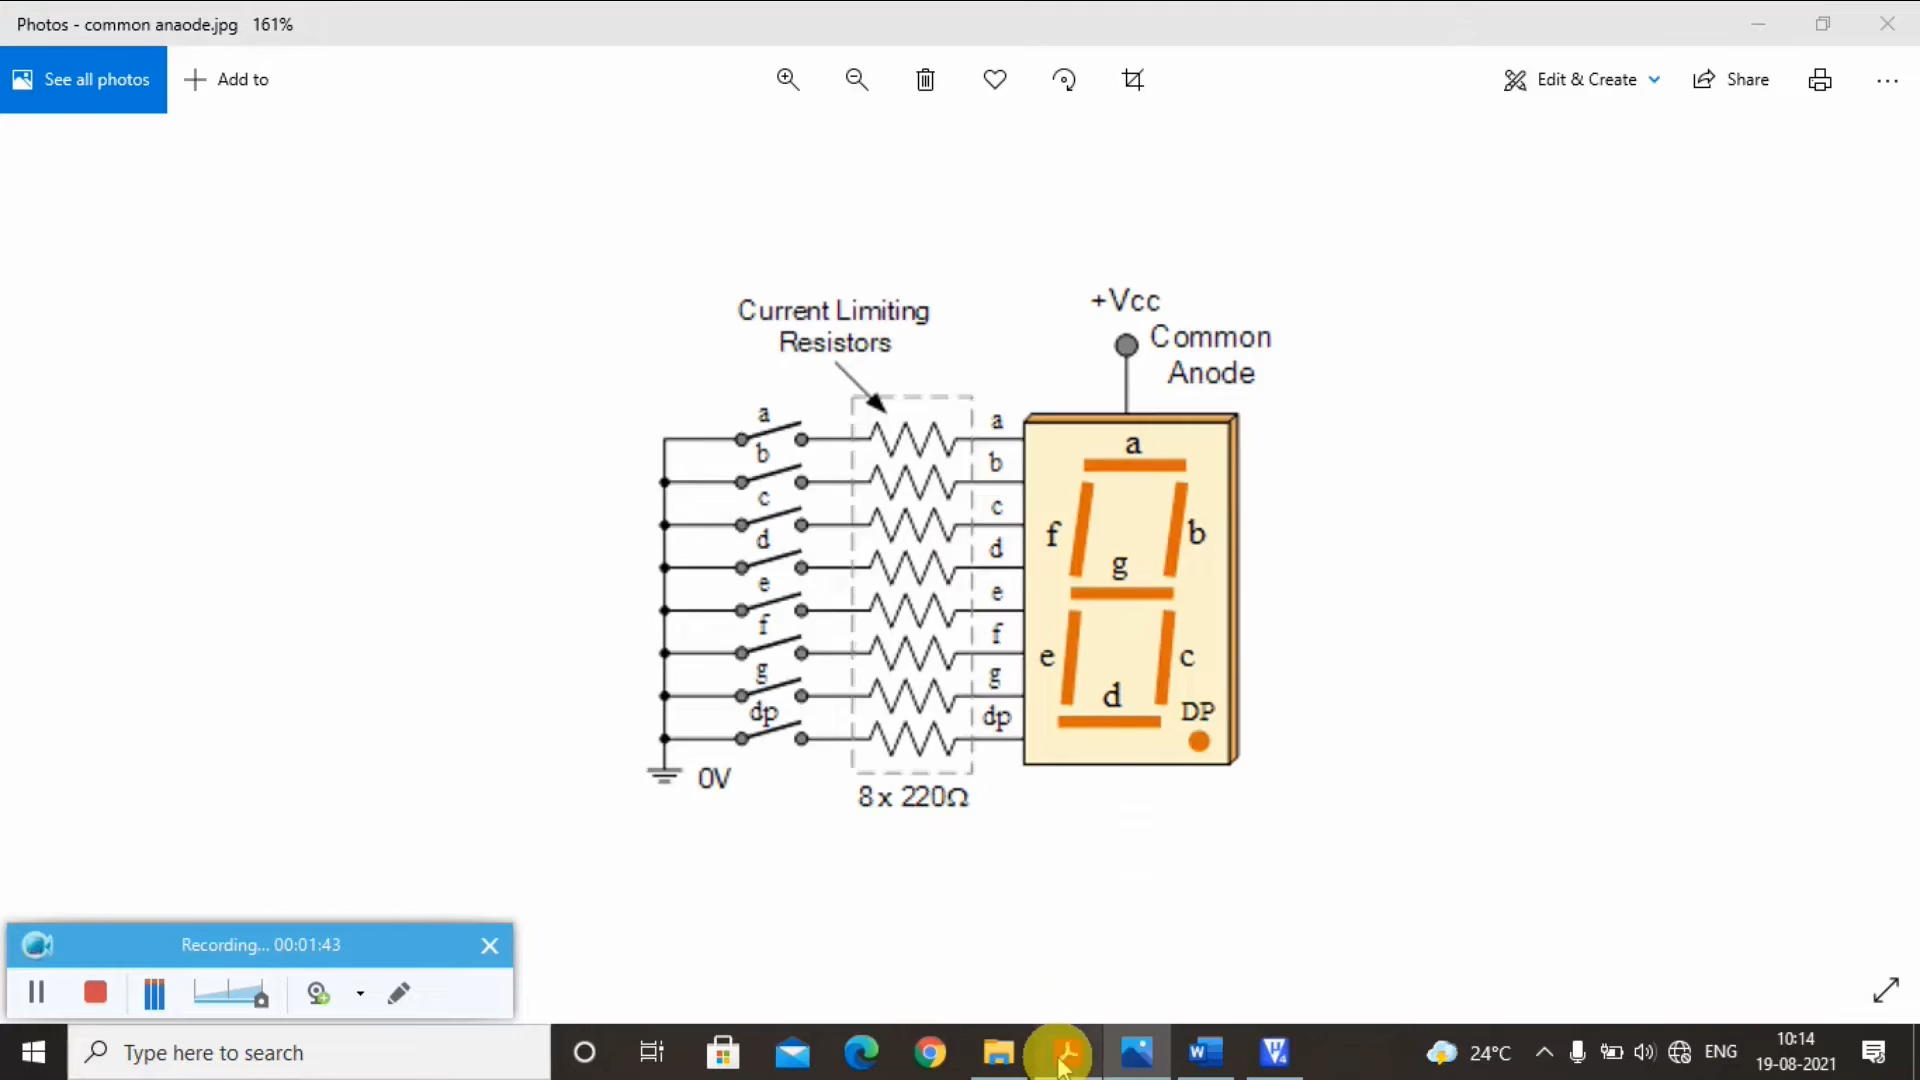 Photos - common anaode.jpg 161%
See all photos
Add to
Edit & Create
Share
+Vcc
Current Limiting
Resistors
Common
Anode
a
b
c
d
e
f
g
dp
a
b
c
d
e
f
g
dp
a
f
b
g
e
c
d
DP
0V
8 x 220Ω
Recording... 00:01:43
Type here to search
24°C
ENG
10:14
19-08-2021